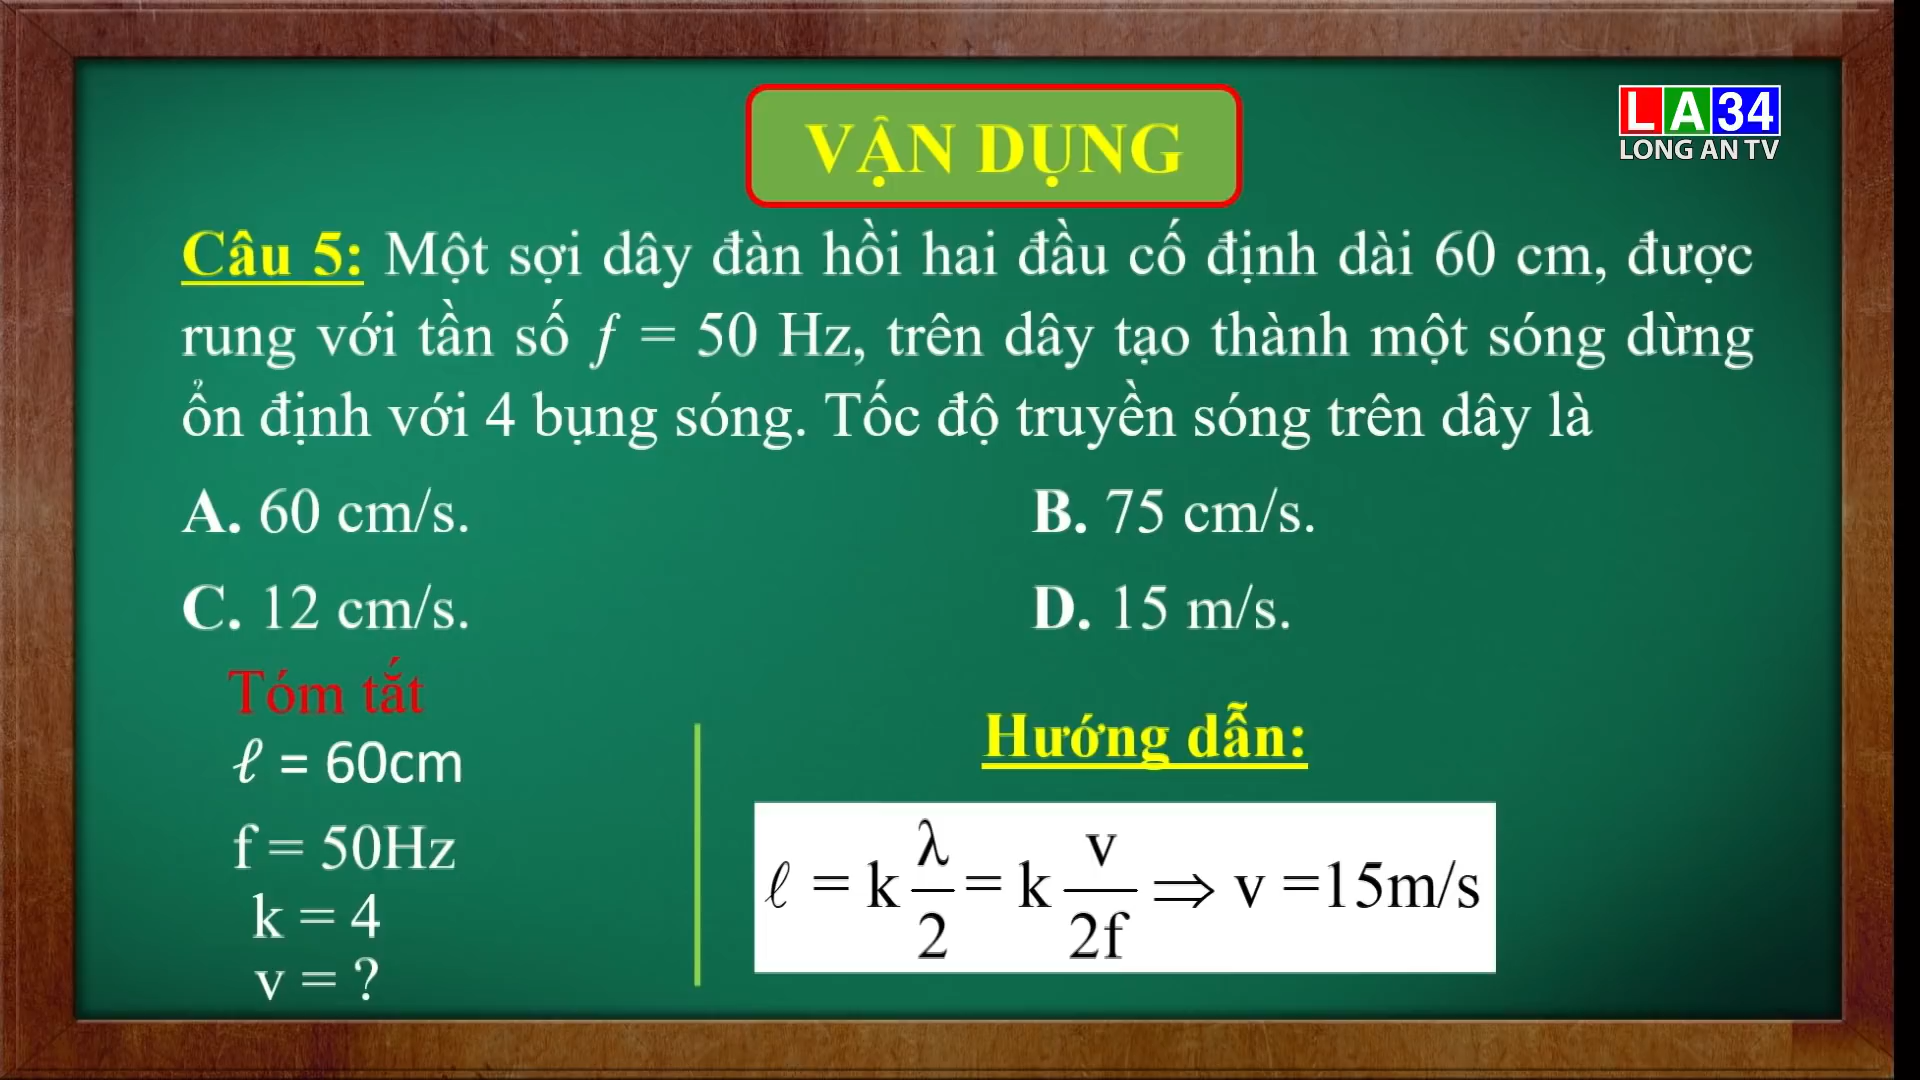 LA34
LONG AN TV
VẬN DỤNG
Câu 5: Một sợi dây đàn hồi hai đầu cố định dài 60 cm, được
rung với tần số f = 50 Hz, trên dây tạo thành một sóng dừng
ổn định với 4 bụng sóng. Tốc độ truyền sóng trên dây là
A. 60 cm/s. B. 75 cm/s.
C. 12 cm/s. D. 15 m/s.
Tóm tắt
ℓ = 60cm
f = 50Hz
k = 4
v = ?
Hướng dẫn:
ℓ = k λ/2 = k v/2f ⇒ v =15m/s